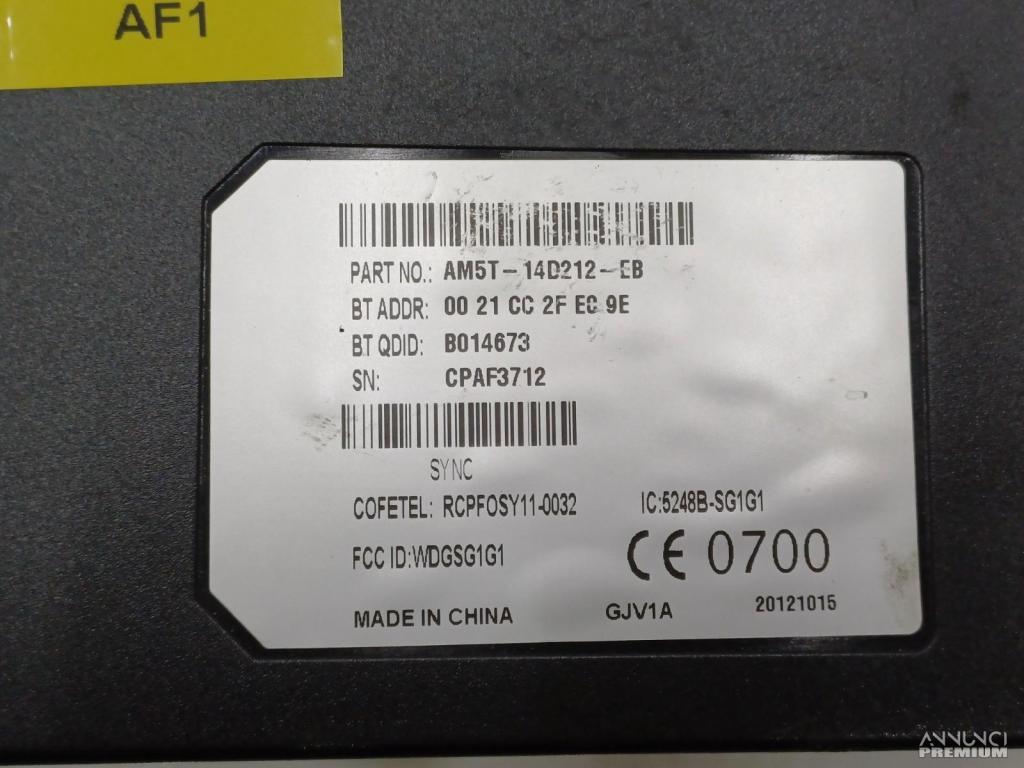 AF1
PART NO.: AM5T-14D212-EB
BT ADDR: 00 21 CC 2F 9E
BT QDID: B014673
SN: CPAF3712
SYNC
COFETEL: RCPFOSY11-0032 IC:5248B-SG1G1
FCC ID:WDGSG1G1
CE 0700
MADE IN CHINA GJV1A 20121015
ANNUNCI
PREMIUM